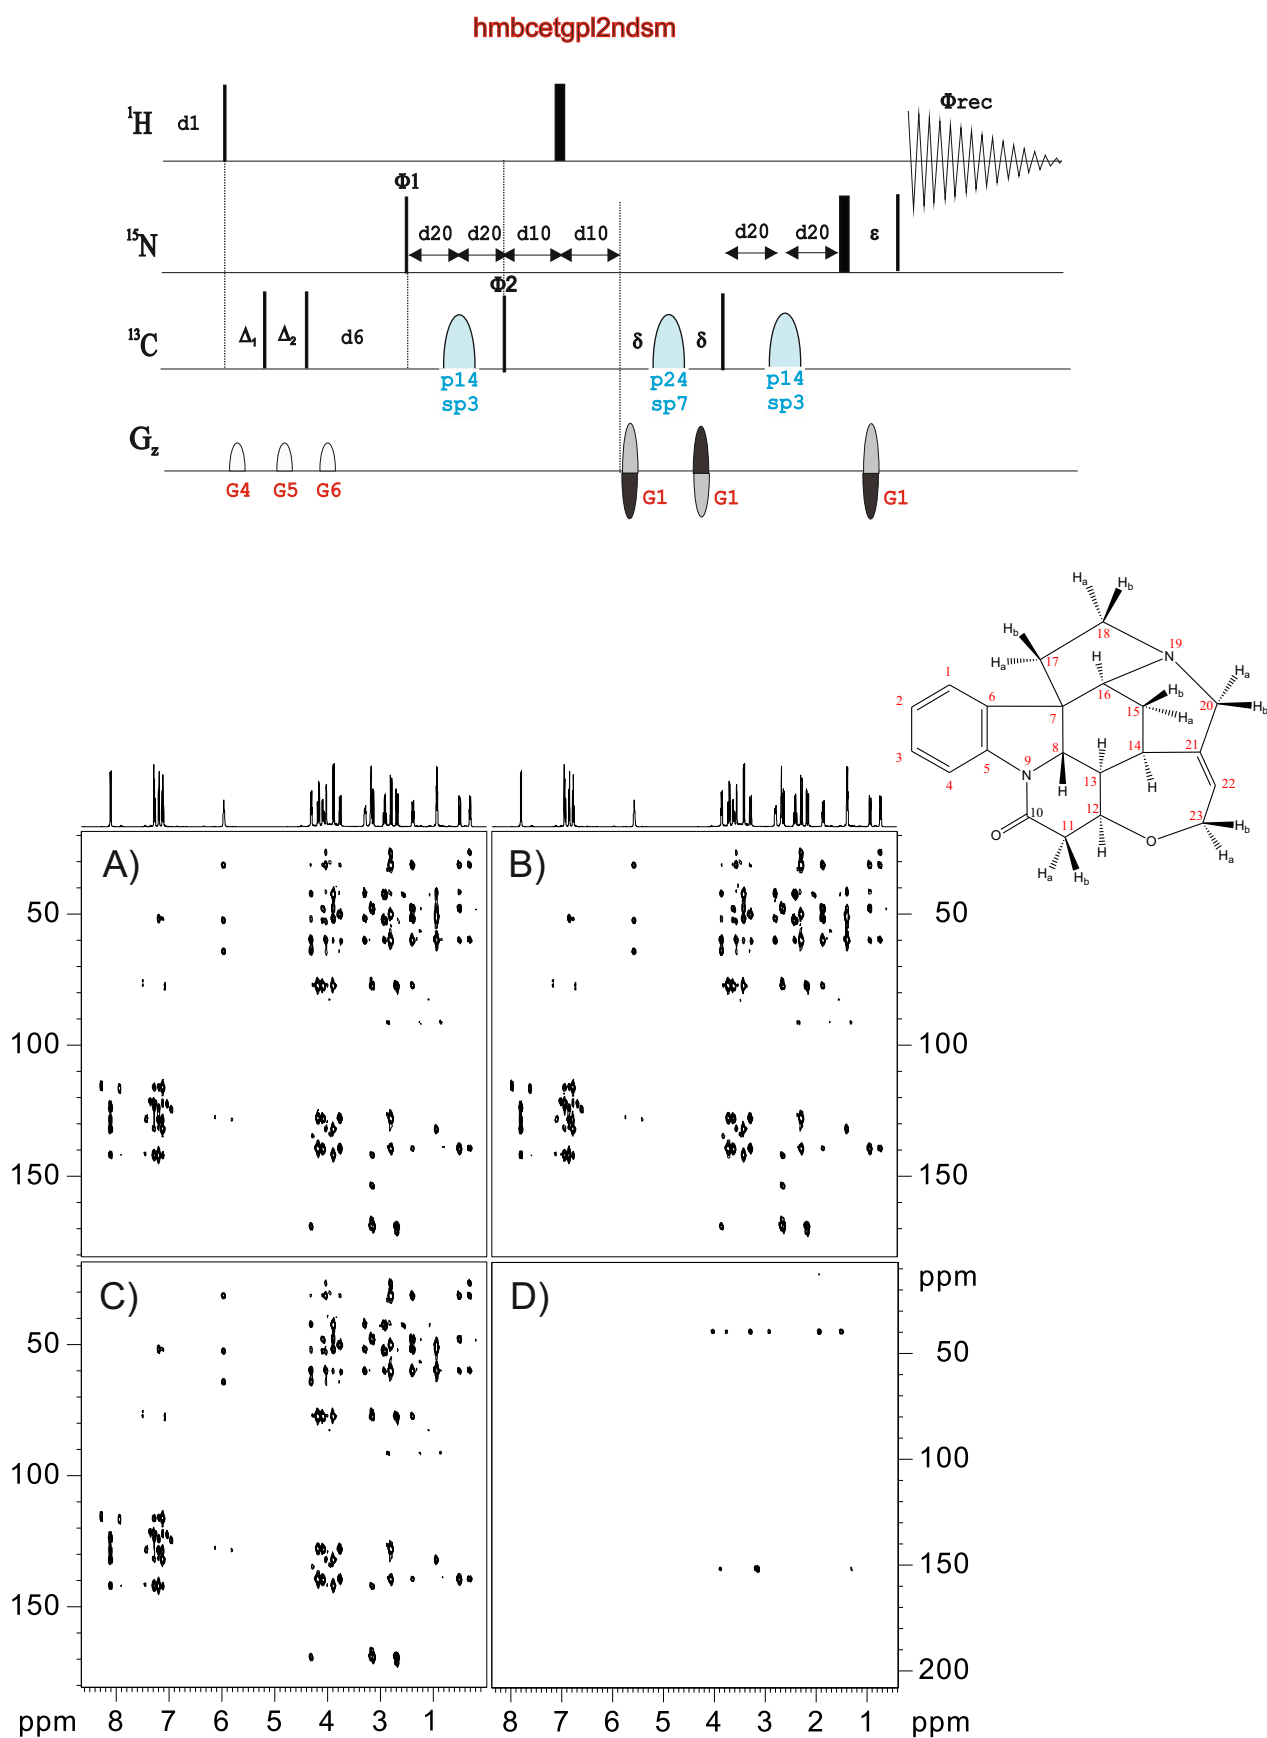 hmbcetgpl2ndsm
¹H d1 Φrec
Φ1
¹⁵N d20 d20 d10 d10 d20 d20 ε
Φ2
¹³C Δ₁ Δ₂ d6 δ δ
p14 p24 p14
sp3 sp7 sp3
Gz
G4 G5 G6 G1 G1 G1
Ha Hb
18
Hb 19
N
Ha 17 H Ha
1 16 Hb
2 6 15 20 Hb
7 Ha
3 8 H 14 21
5 9 13
4 N H H 22
10 12 23
O 11 O Hb
Ha Hb H Ha
A) B)
50 50
100 100
150 150
C) D) ppm
50 50
100 100
150 150
200
ppm 8 7 6 5 4 3 2 1 8 7 6 5 4 3 2 1 ppm